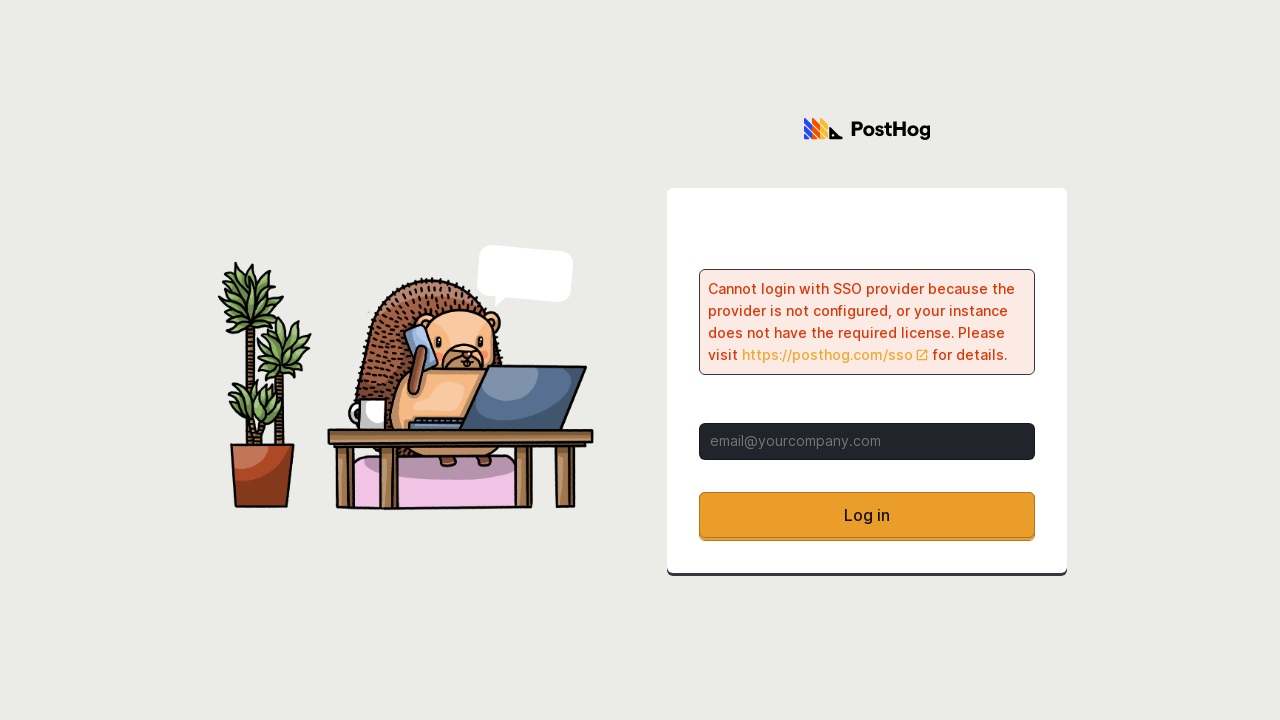 PostHog
Cannot login with SSO provider because the
provider is not configured, or your instance
does not have the required license. Please
visit https://posthog.com/sso for details.
email@yourcompany.com
Log in